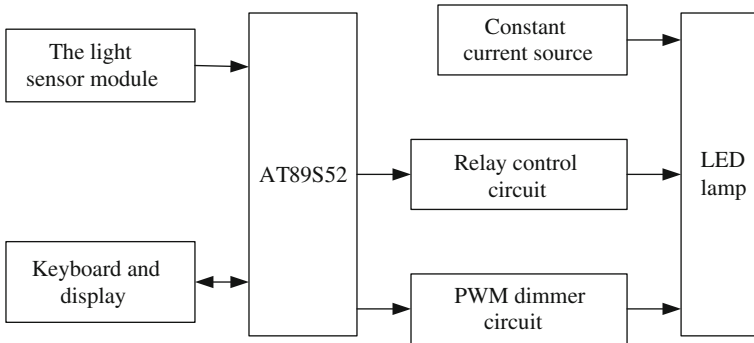 The light
sensor module
Constant
current source
AT89S52
Relay control
circuit
LED
lamp
Keyboard and
display
PWM dimmer
circuit